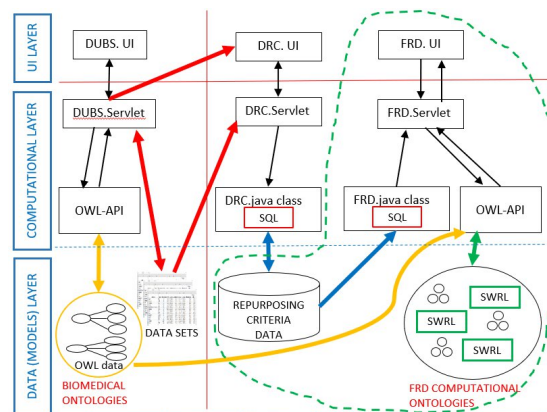 UI LAYER
DUBS. UI
DRC. UI
FRD. UI
COMPUTATIONAL LAYER
DUBS.Servlet
DRC.Servlet
FRD.Servlet
OWL-API
DRC.java class
SQL
FRD.java class
SQL
OWL-API
DATA (MODELS) LAYER
OWL data
BIOMEDICAL
ONTOLOGIES
DATA SETS
REPURPOSING
CRITERIA
DATA
SWRL
SWRL
SWRL
FRD COMPUTATIONAL
ONTOLOGIES